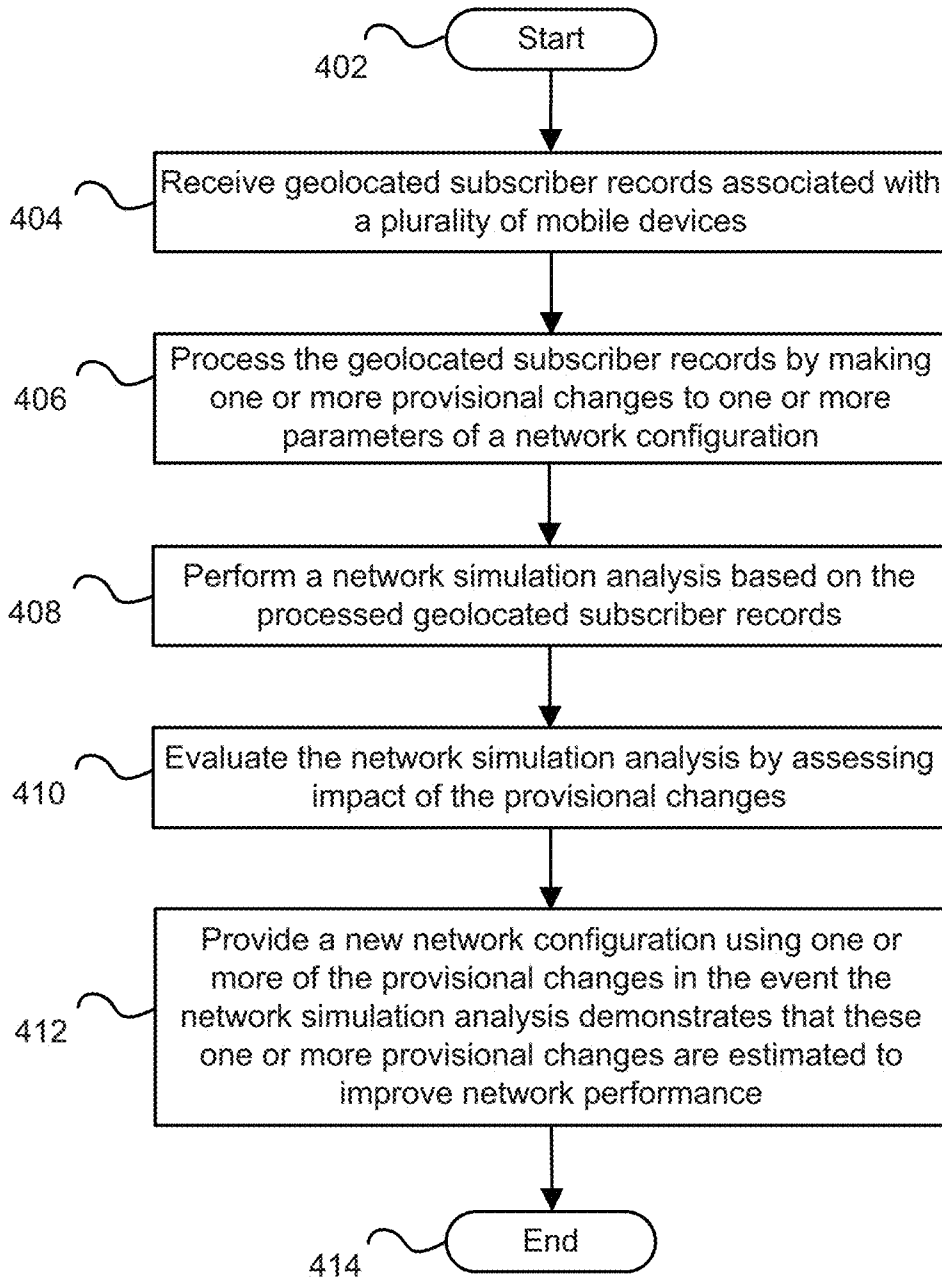 Start
402
Receive geolocated subscriber records associated with
a plurality of mobile devices
404
Process the geolocated subscriber records by making
one or more provisional changes to one or more
parameters of a network configuration
406
Perform a network simulation analysis based on the
processed geolocated subscriber records
408
Evaluate the network simulation analysis by assessing
impact of the provisional changes
410
Provide a new network configuration using one or
more of the provisional changes in the event the
network simulation analysis demonstrates that these
one or more provisional changes are estimated to
improve network performance
412
End
414